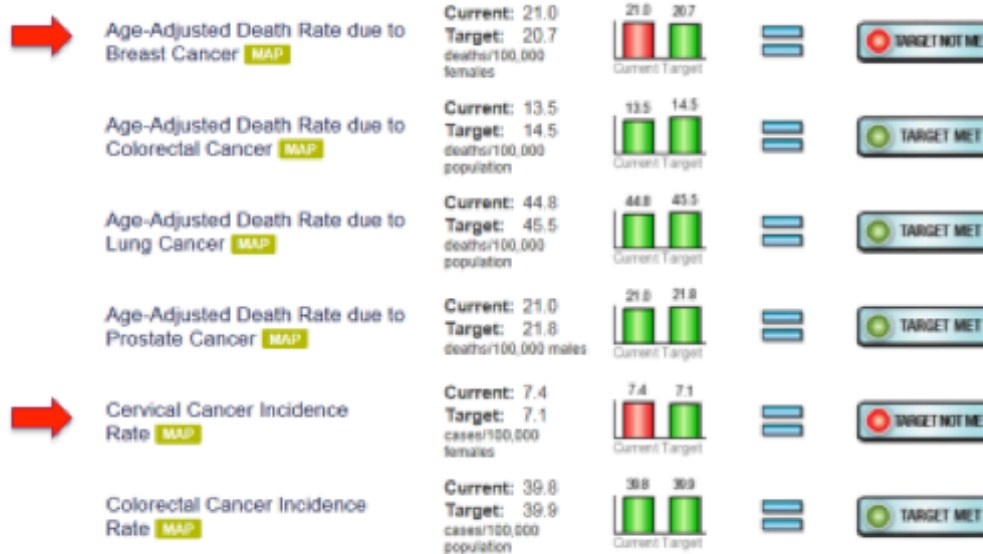 Age-Adjusted Death Rate due to
Breast Cancer MAP
Current: 21.0
Target: 20.7
deaths/100,000
females
21.0 20.7
Current Target
TARGET NOT ME
Age-Adjusted Death Rate due to
Colorectal Cancer MAP
Current: 13.5
Target: 14.5
deaths/100,000
population
13.5 14.5
Current Target
TARGET MET
Age-Adjusted Death Rate due to
Lung Cancer MAP
Current: 44.8
Target: 45.5
deaths/100,000
population
44.8 45.5
Current Target
TARGET MET
Age-Adjusted Death Rate due to
Prostate Cancer MAP
Current: 21.0
Target: 21.8
deaths/100,000 males
21.0 21.8
Current Target
TARGET MET
Cervical Cancer Incidence
Rate MAP
Current: 7.4
Target: 7.1
cases/100,000
females
7.4 7.1
Current Target
TARGET NOT ME
Colorectal Cancer Incidence
Rate MAP
Current: 39.8
Target: 39.9
cases/100,000
population
39.8 39.9
Current Target
TARGET MET